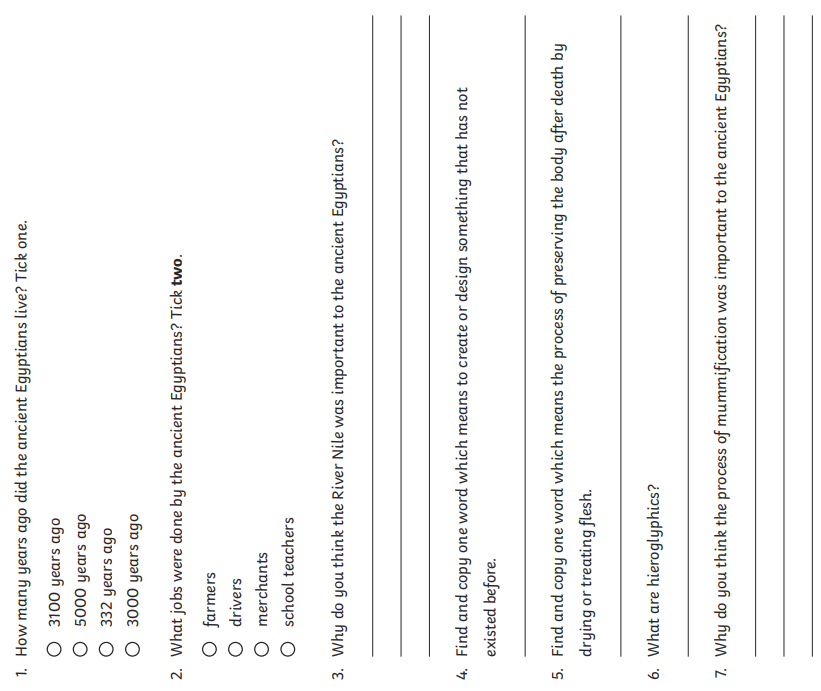 1. How many years ago did the ancient Egyptians live? Tick one.
3100 years ago
5000 years ago
332 years ago
3000 years ago
2. What jobs were done by the ancient Egyptians? Tick two.
farmers
drivers
merchants
school teachers
3. Why do you think the River Nile was important to the ancient Egyptians?
4. Find and copy one word which means to create or design something that has not
existed before.
5. Find and copy one word which means the process of preserving the body after death by
drying or treating flesh.
6. What are hieroglyphics?
7. Why do you think the process of mummification was important to the ancient Egyptians?